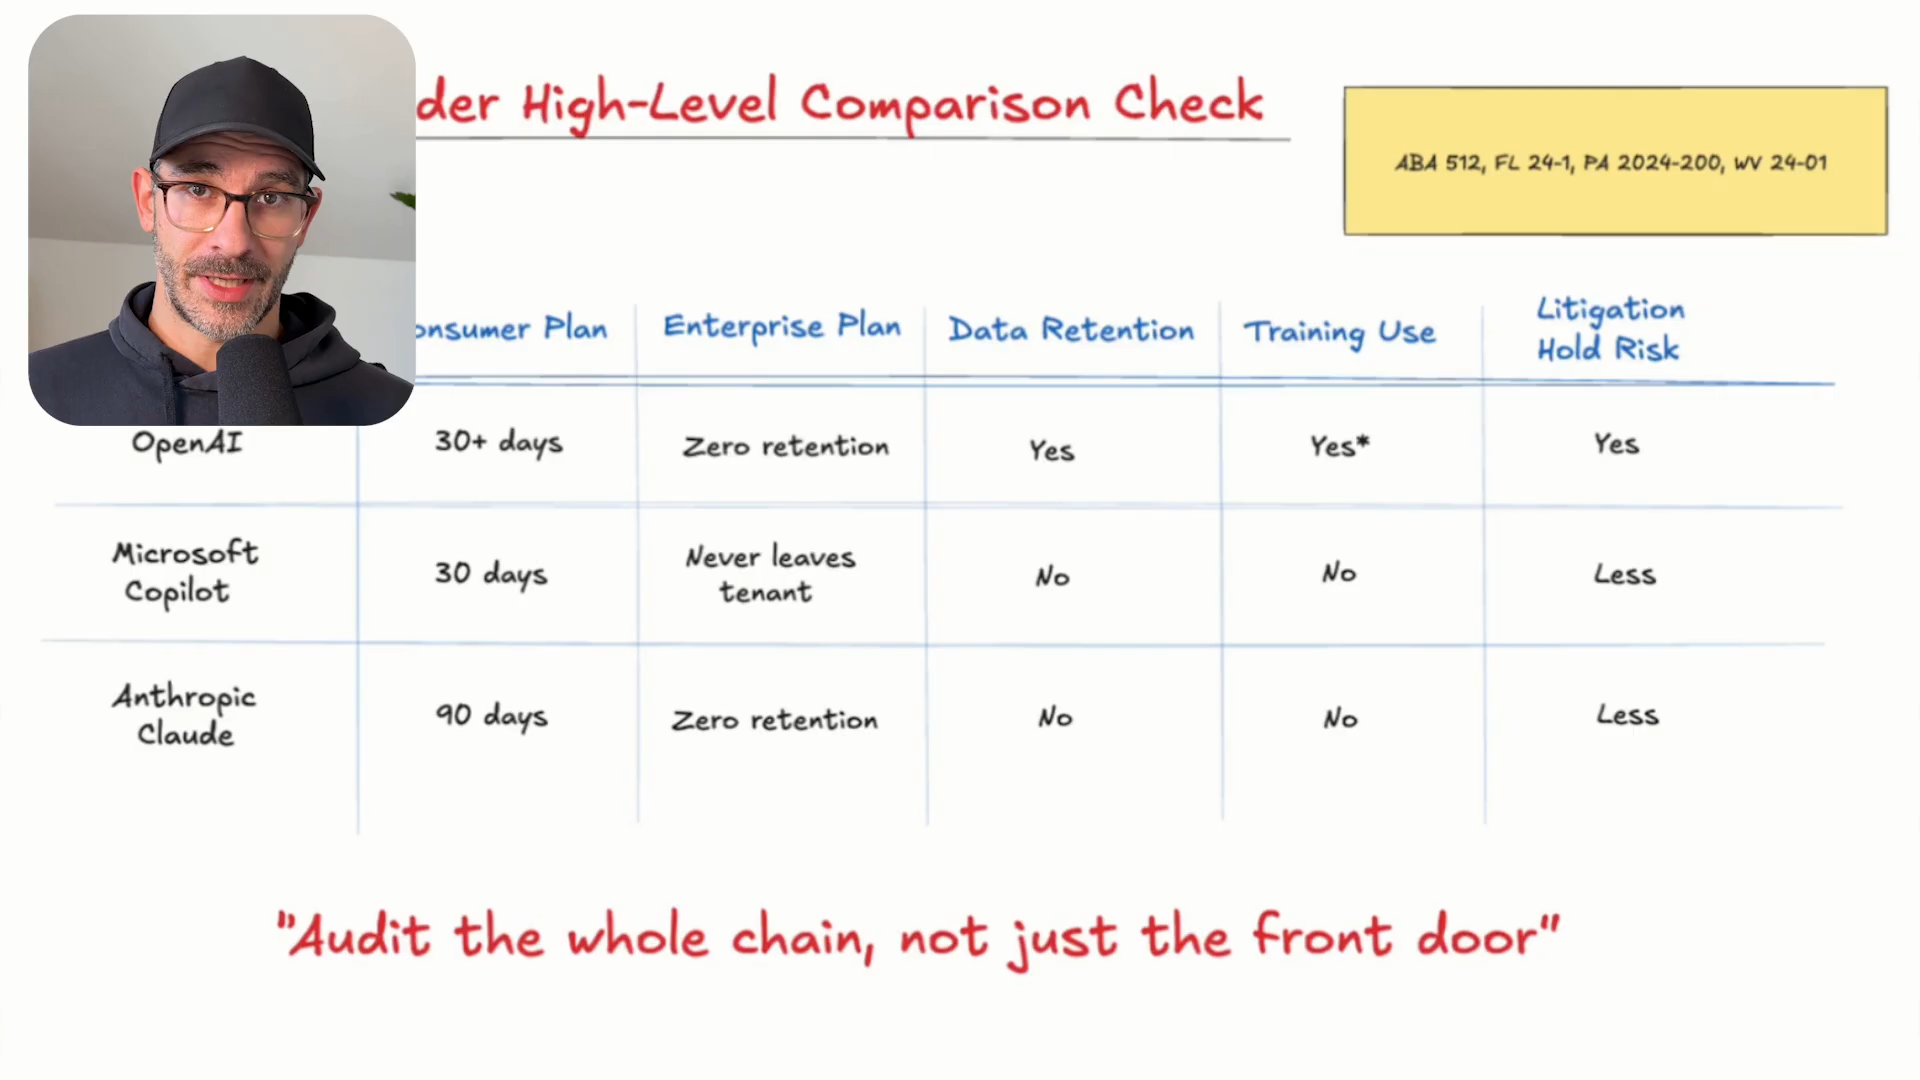 der High-Level Comparison Check
ABA 512, FL 24-1, PA 2024-200, WV 24-01
onsumer Plan
Enterprise Plan
Data Retention
Training Use
Litigation
Hold Risk
OpenAI
30+ days
Zero retention
Yes
Yes*
Yes
Microsoft
Copilot
30 days
Never leaves
tenant
No
No
Less
Anthropic
Claude
90 days
Zero retention
No
No
Less
"Audit the whole chain, not just the front door"